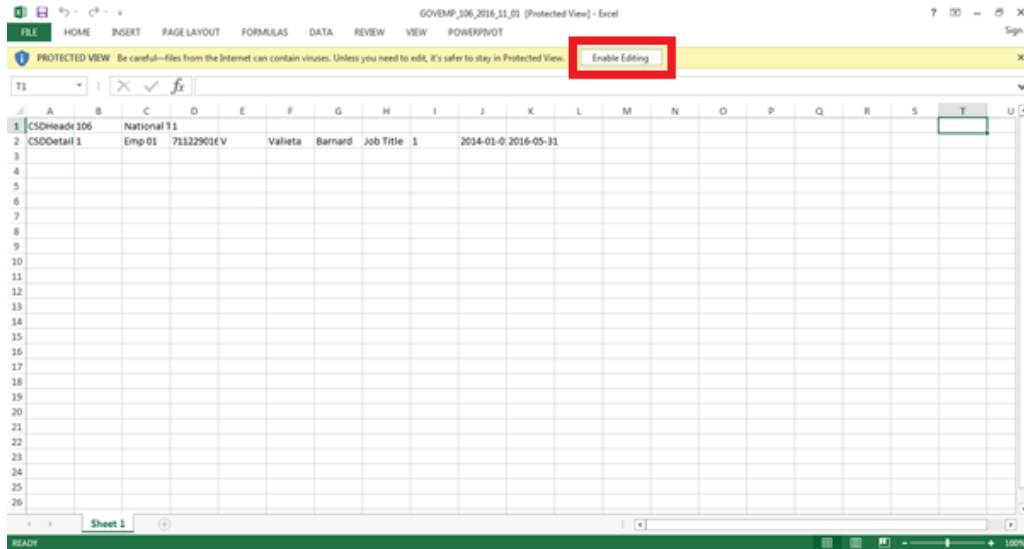 GOVEMP_106_2016_11_01 [Protected View] - Excel
? 
FILE HOME INSERT PAGE LAYOUT FORMULAS DATA REVIEW VIEW POWERPIVOT Sign
PROTECTED VIEW Be careful—files from the Internet can contain viruses. Unless you need to edit, it's safer to stay in Protected View. Enable Editing
T1 fx
A B C D E F G H I J K L M N O P Q R S T U
1 CSDHeade 106 National T 1
2 CSDDetail 1 Emp 01 711229016 V Valieta Barnard Job Title 1 2014-01-0 2016-05-31
3
4
5
6
7
8
9
10
11
12
13
14
15
16
17
18
19
20
21
22
23
24
25
26
Sheet 1
READY 100%